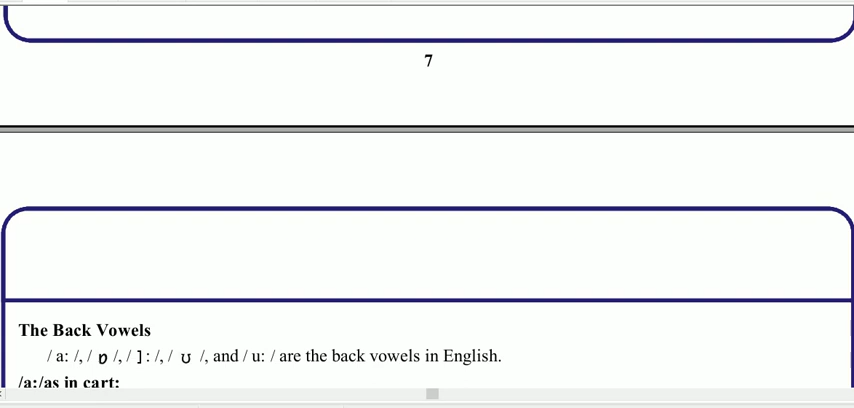 7
The Back Vowels
/ a: /, / ɒ /, / ]: /, / ʊ /, and / u: / are the back vowels in English.
/a:/as in cart: